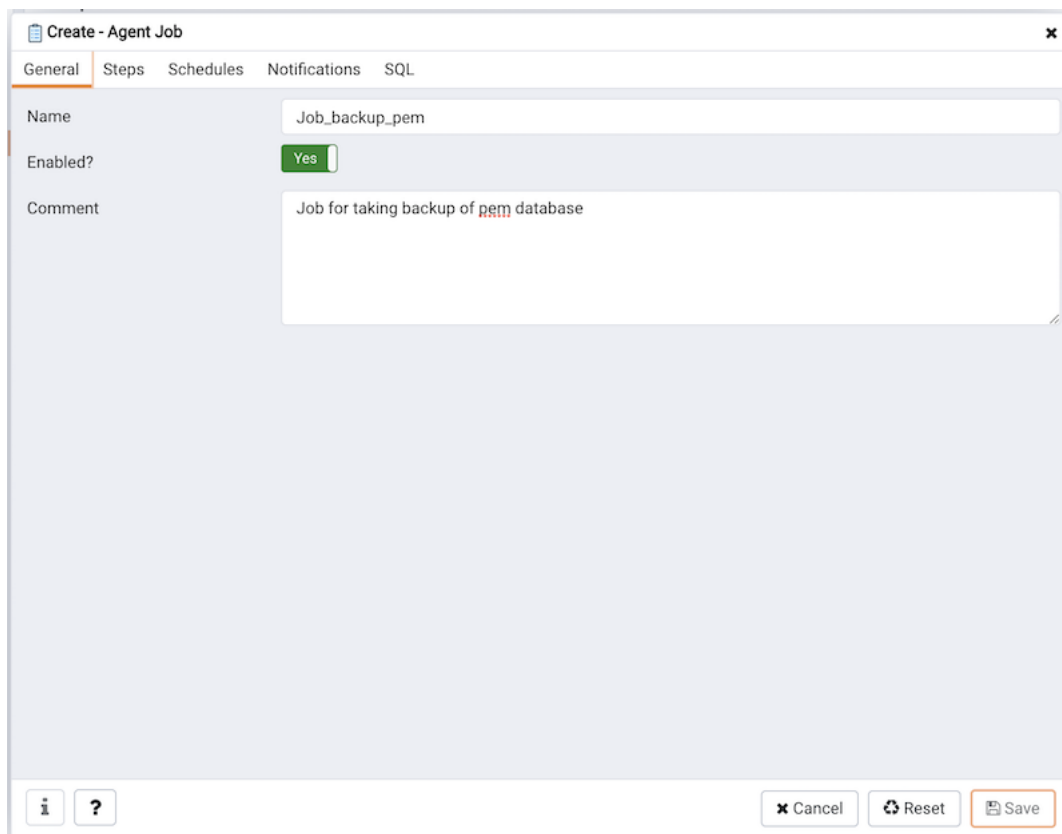 Create - Agent Job
General Steps Schedules Notifications SQL
Name Job_backup_pem
Enabled? Yes
Comment Job for taking backup of pem database
i ? Cancel Reset Save